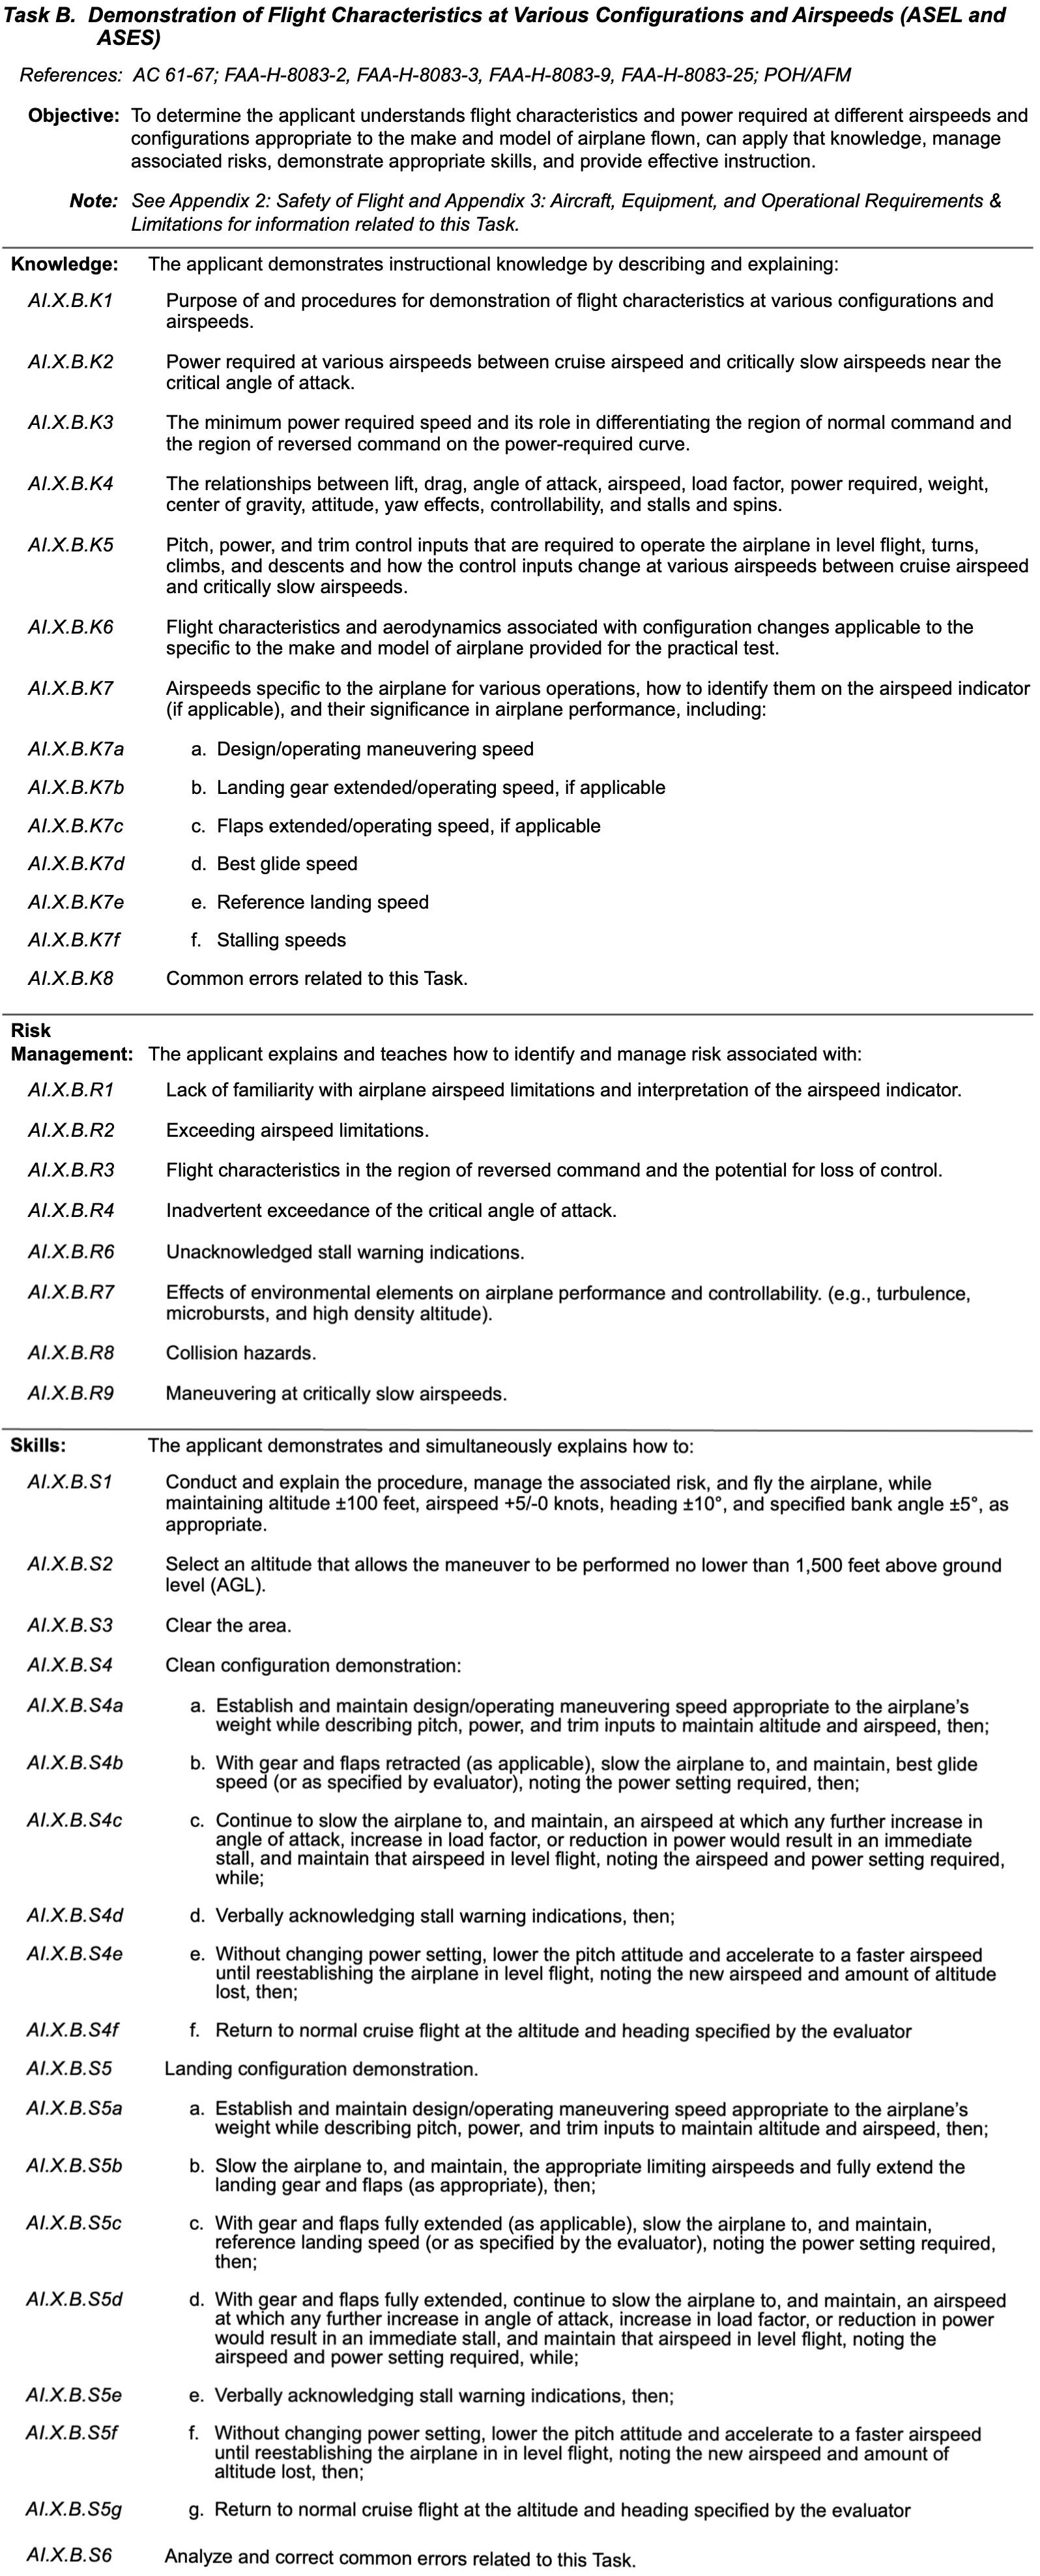 Task B. Demonstration of Flight Characteristics at Various Configurations and Airspeeds (ASEL and
ASES)
References: AC 61-67; FAA-H-8083-2, FAA-H-8083-3, FAA-H-8083-9, FAA-H-8083-25; POH/AFM
Objective: To determine the applicant understands flight characteristics and power required at different airspeeds and
configurations appropriate to the make and model of airplane flown, can apply that knowledge, manage
associated risks, demonstrate appropriate skills, and provide effective instruction.
Note: See Appendix 2: Safety of Flight and Appendix 3: Aircraft, Equipment, and Operational Requirements &
Limitations for information related to this Task.
Knowledge: The applicant demonstrates instructional knowledge by describing and explaining:
AI.X.B.K1 Purpose of and procedures for demonstration of flight characteristics at various configurations and
airspeeds.
AI.X.B.K2 Power required at various airspeeds between cruise airspeed and critically slow airspeeds near the
critical angle of attack.
AI.X.B.K3 The minimum power required speed and its role in differentiating the region of normal command and
the region of reversed command on the power-required curve.
AI.X.B.K4 The relationships between lift, drag, angle of attack, airspeed, load factor, power required, weight,
center of gravity, attitude, yaw effects, controllability, and stalls and spins.
AI.X.B.K5 Pitch, power, and trim control inputs that are required to operate the airplane in level flight, turns,
climbs, and descents and how the control inputs change at various airspeeds between cruise airspeed
and critically slow airspeeds.
AI.X.B.K6 Flight characteristics and aerodynamics associated with configuration changes applicable to the
specific to the make and model of airplane provided for the practical test.
AI.X.B.K7 Airspeeds specific to the airplane for various operations, how to identify them on the airspeed indicator
(if applicable), and their significance in airplane performance, including:
AI.X.B.K7a a. Design/operating maneuvering speed
AI.X.B.K7b b. Landing gear extended/operating speed, if applicable
AI.X.B.K7c c. Flaps extended/operating speed, if applicable
AI.X.B.K7d d. Best glide speed
AI.X.B.K7e e. Reference landing speed
AI.X.B.K7f f. Stalling speeds
AI.X.B.K8 Common errors related to this Task.
Risk
Management: The applicant explains and teaches how to identify and manage risk associated with:
AI.X.B.R1 Lack of familiarity with airplane airspeed limitations and interpretation of the airspeed indicator.
AI.X.B.R2 Exceeding airspeed limitations.
AI.X.B.R3 Flight characteristics in the region of reversed command and the potential for loss of control.
AI.X.B.R4 Inadvertent exceedance of the critical angle of attack.
AI.X.B.R6 Unacknowledged stall warning indications.
AI.X.B.R7 Effects of environmental elements on airplane performance and controllability. (e.g., turbulence,
microbursts, and high density altitude).
AI.X.B.R8 Collision hazards.
AI.X.B.R9 Maneuvering at critically slow airspeeds.
Skills: The applicant demonstrates and simultaneously explains how to:
AI.X.B.S1 Conduct and explain the procedure, manage the associated risk, and fly the airplane, while
maintaining altitude ±100 feet, airspeed +5/-0 knots, heading ±10°, and specified bank angle ±5°, as
appropriate.
AI.X.B.S2 Select an altitude that allows the maneuver to be performed no lower than 1,500 feet above ground
level (AGL).
AI.X.B.S3 Clear the area.
AI.X.B.S4 Clean configuration demonstration:
AI.X.B.S4a a. Establish and maintain design/operating maneuvering speed appropriate to the airplane's
weight while describing pitch, power, and trim inputs to maintain altitude and airspeed, then;
AI.X.B.S4b b. With gear and flaps retracted (as applicable), slow the airplane to, and maintain, best glide
speed (or as specified by evaluator), noting the power setting required, then;
AI.X.B.S4c c. Continue to slow the airplane to, and maintain, an airspeed at which any further increase in
angle of attack, increase in load factor, or reduction in power would result in an immediate
stall, and maintain that airspeed in level flight, noting the airspeed and power setting required,
while;
AI.X.B.S4d d. Verbally acknowledging stall warning indications, then;
AI.X.B.S4e e. Without changing power setting, lower the pitch attitude and accelerate to a faster airspeed
until reestablishing the airplane in level flight, noting the new airspeed and amount of altitude
lost, then;
AI.X.B.S4f f. Return to normal cruise flight at the altitude and heading specified by the evaluator
AI.X.B.S5 Landing configuration demonstration.
AI.X.B.S5a a. Establish and maintain design/operating maneuvering speed appropriate to the airplane's
weight while describing pitch, power, and trim inputs to maintain altitude and airspeed, then;
AI.X.B.S5b b. Slow the airplane to, and maintain, the appropriate limiting airspeeds and fully extend the
landing gear and flaps (as appropriate), then;
AI.X.B.S5c c. With gear and flaps fully extended (as applicable), slow the airplane to, and maintain,
reference landing speed (or as specified by the evaluator), noting the power setting required,
then;
AI.X.B.S5d d. With gear and flaps fully extended, continue to slow the airplane to, and maintain, an airspeed
at which any further increase in angle of attack, increase in load factor, or reduction in power
would result in an immediate stall, and maintain that airspeed in level flight, noting the
airspeed and power setting required, while;
AI.X.B.S5e e. Verbally acknowledging stall warning indications, then;
AI.X.B.S5f f. Without changing power setting, lower the pitch attitude and accelerate to a faster airspeed
until reestablishing the airplane in in level flight, noting the new airspeed and amount of
altitude lost, then;
AI.X.B.S5g g. Return to normal cruise flight at the altitude and heading specified by the evaluator
AI.X.B.S6 Analyze and correct common errors related to this Task.